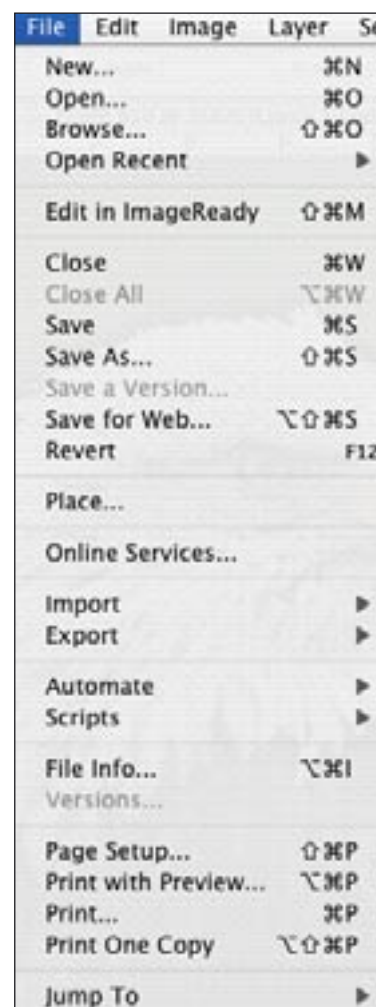 File Edit Image Layer Se
New... ⌘N
Open... ⌘O
Browse... ⇧⌘O
Open Recent ▶
Edit in ImageReady ⇧⌘M
Close ⌘W
Close All ⌥⌘W
Save ⌘S
Save As... ⇧⌘S
Save a Version...
Save for Web... ⌥⇧⌘S
Revert F12
Place...
Online Services...
Import ▶
Export ▶
Automate ▶
Scripts ▶
File Info... ⌥⌘I
Versions...
Page Setup... ⇧⌘P
Print with Preview... ⌥⌘P
Print... ⌘P
Print One Copy ⌥⇧⌘P
Jump To ▶